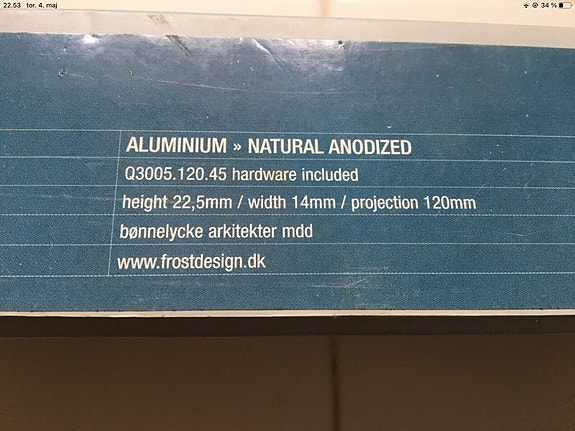 22.53 tor. 4. maj 34 %
ALUMINIUM » NATURAL ANODIZED
Q3005.120.45 hardware included
height 22,5mm / width 14mm / projection 120mm
bønnelycke arkitekter mdd
www.frostdesign.dk